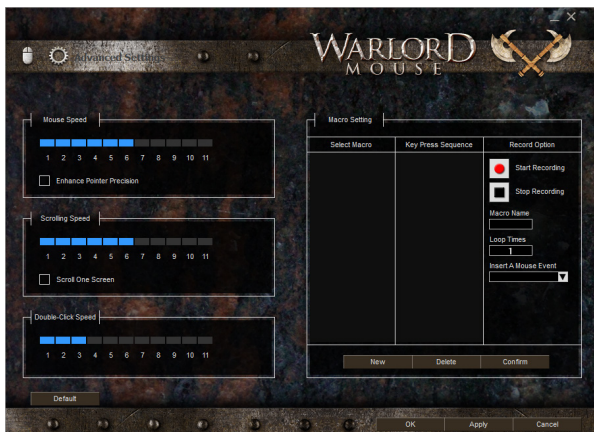 Advanced Settings
WARLORD
MOUSE
Mouse Speed
1 2 3 4 5 6 7 8 9 10 11
Enhance Pointer Precision
Scrolling Speed
1 2 3 4 5 6 7 8 9 10 11
Scroll One Screen
Double-Click Speed
1 2 3 4 5 6 7 8 9 10 11
Default
Macro Setting
Select Macro Key Press Sequence Record Option
Start Recording
Stop Recording
Macro Name
Loop Times
1
Insert A Mouse Event
New Delete Confirm
OK Apply Cancel